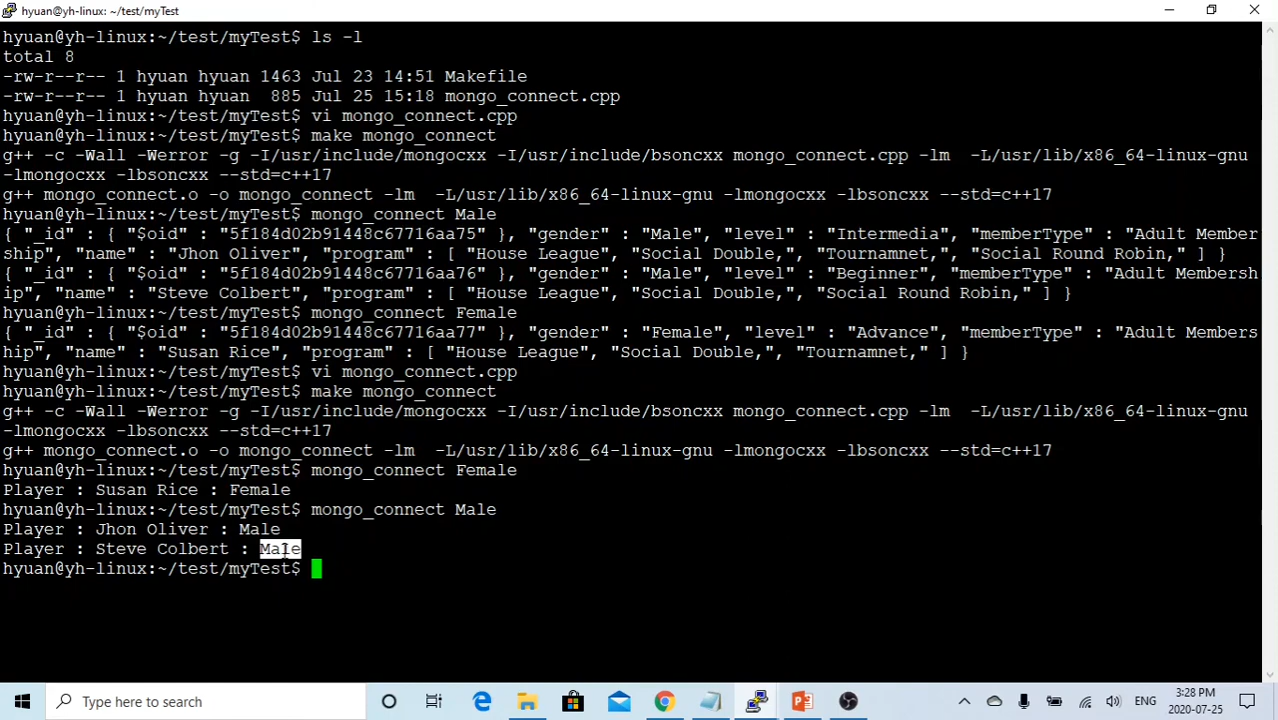 hyuan@yh-linux: ~/test/myTest
hyuan@yh-linux:~/test/myTest$ ls -l
total 8
-rw-r--r-- 1 hyuan hyuan 1463 Jul 23 14:51 Makefile
-rw-r--r-- 1 hyuan hyuan  885 Jul 25 15:18 mongo_connect.cpp
hyuan@yh-linux:~/test/myTest$ vi mongo_connect.cpp
hyuan@yh-linux:~/test/myTest$ make mongo_connect
g++ -c -Wall -Werror -g -I/usr/include/mongocxx -I/usr/include/bsoncxx mongo_connect.cpp -lm  -L/usr/lib/x86_64-linux-gnu
-lmongocxx -lbsoncxx --std=c++17
g++ mongo_connect.o -o mongo_connect -lm  -L/usr/lib/x86_64-linux-gnu -lmongocxx -lbsoncxx --std=c++17
hyuan@yh-linux:~/test/myTest$ mongo_connect Male
{ "_id" : { "$oid" : "5f184d02b91448c67716aa75" }, "gender" : "Male", "level" : "Intermedia", "memberType" : "Adult Member
ship", "name" : "Jhon Oliver", "program" : [ "House League", "Social Double,", "Tournamnet,", "Social Round Robin," ] }
{ "_id" : { "$oid" : "5f184d02b91448c67716aa76" }, "gender" : "Male", "level" : "Beginner", "memberType" : "Adult Membersh
ip", "name" : "Steve Colbert", "program" : [ "House League", "Social Double,", "Social Round Robin," ] }
hyuan@yh-linux:~/test/myTest$ mongo_connect Female
{ "_id" : { "$oid" : "5f184d02b91448c67716aa77" }, "gender" : "Female", "level" : "Advance", "memberType" : "Adult Members
hip", "name" : "Susan Rice", "program" : [ "House League", "Social Double,", "Tournamnet," ] }
hyuan@yh-linux:~/test/myTest$ vi mongo_connect.cpp
hyuan@yh-linux:~/test/myTest$ make mongo_connect
g++ -c -Wall -Werror -g -I/usr/include/mongocxx -I/usr/include/bsoncxx mongo_connect.cpp -lm  -L/usr/lib/x86_64-linux-gnu
-lmongocxx -lbsoncxx --std=c++17
g++ mongo_connect.o -o mongo_connect -lm  -L/usr/lib/x86_64-linux-gnu -lmongocxx -lbsoncxx --std=c++17
hyuan@yh-linux:~/test/myTest$ mongo_connect Female
Player : Susan Rice : Female
hyuan@yh-linux:~/test/myTest$ mongo_connect Male
Player : Jhon Oliver : Male
Player : Steve Colbert : Male
hyuan@yh-linux:~/test/myTest$
Type here to search
ENG
3:28 PM
2020-07-25